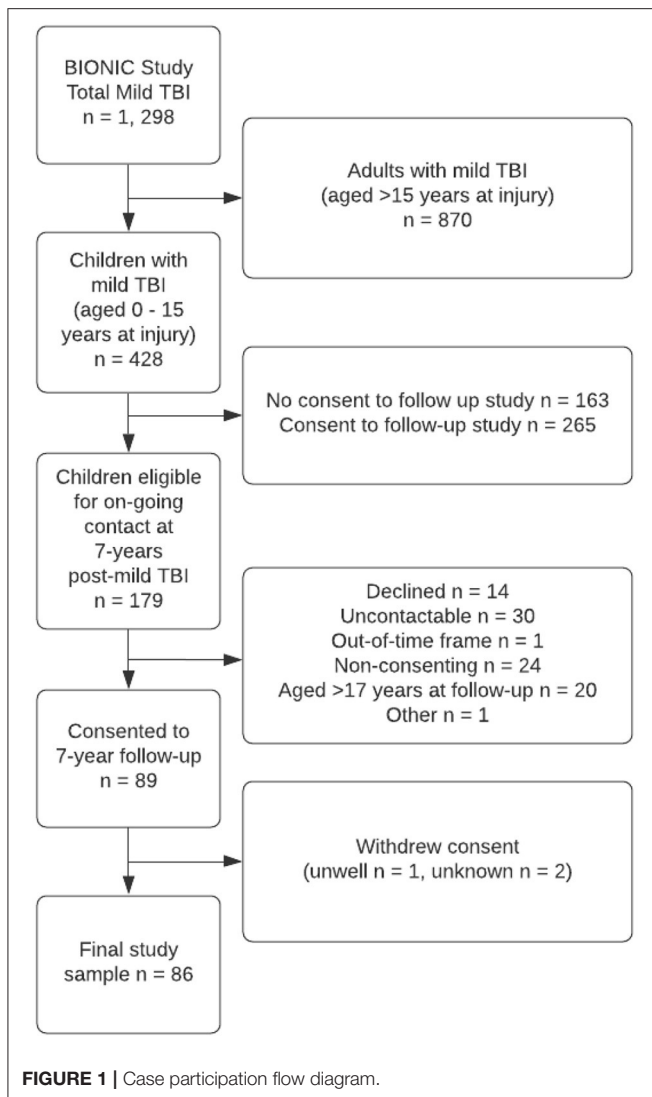 BIONIC Study
Total Mild TBI
n = 1, 298
Adults with mild TBI
(aged >15 years at injury)
n = 870
Children with
mild TBI
(aged 0 - 15
years at injury)
n = 428
No consent to follow up study n = 163
Consent to follow-up study n = 265
Children eligible
for on-going
contact at
7-years
post-mild TBI
n = 179
Declined n = 14
Uncontactable n = 30
Out-of-time frame n = 1
Non-consenting n = 24
Aged >17 years at follow-up n = 20
Other n = 1
Consented to
7-year follow-up
n = 89
Withdrew consent
(unwell n = 1, unknown n = 2)
Final study
sample n = 86
FIGURE 1 | Case participation flow diagram.